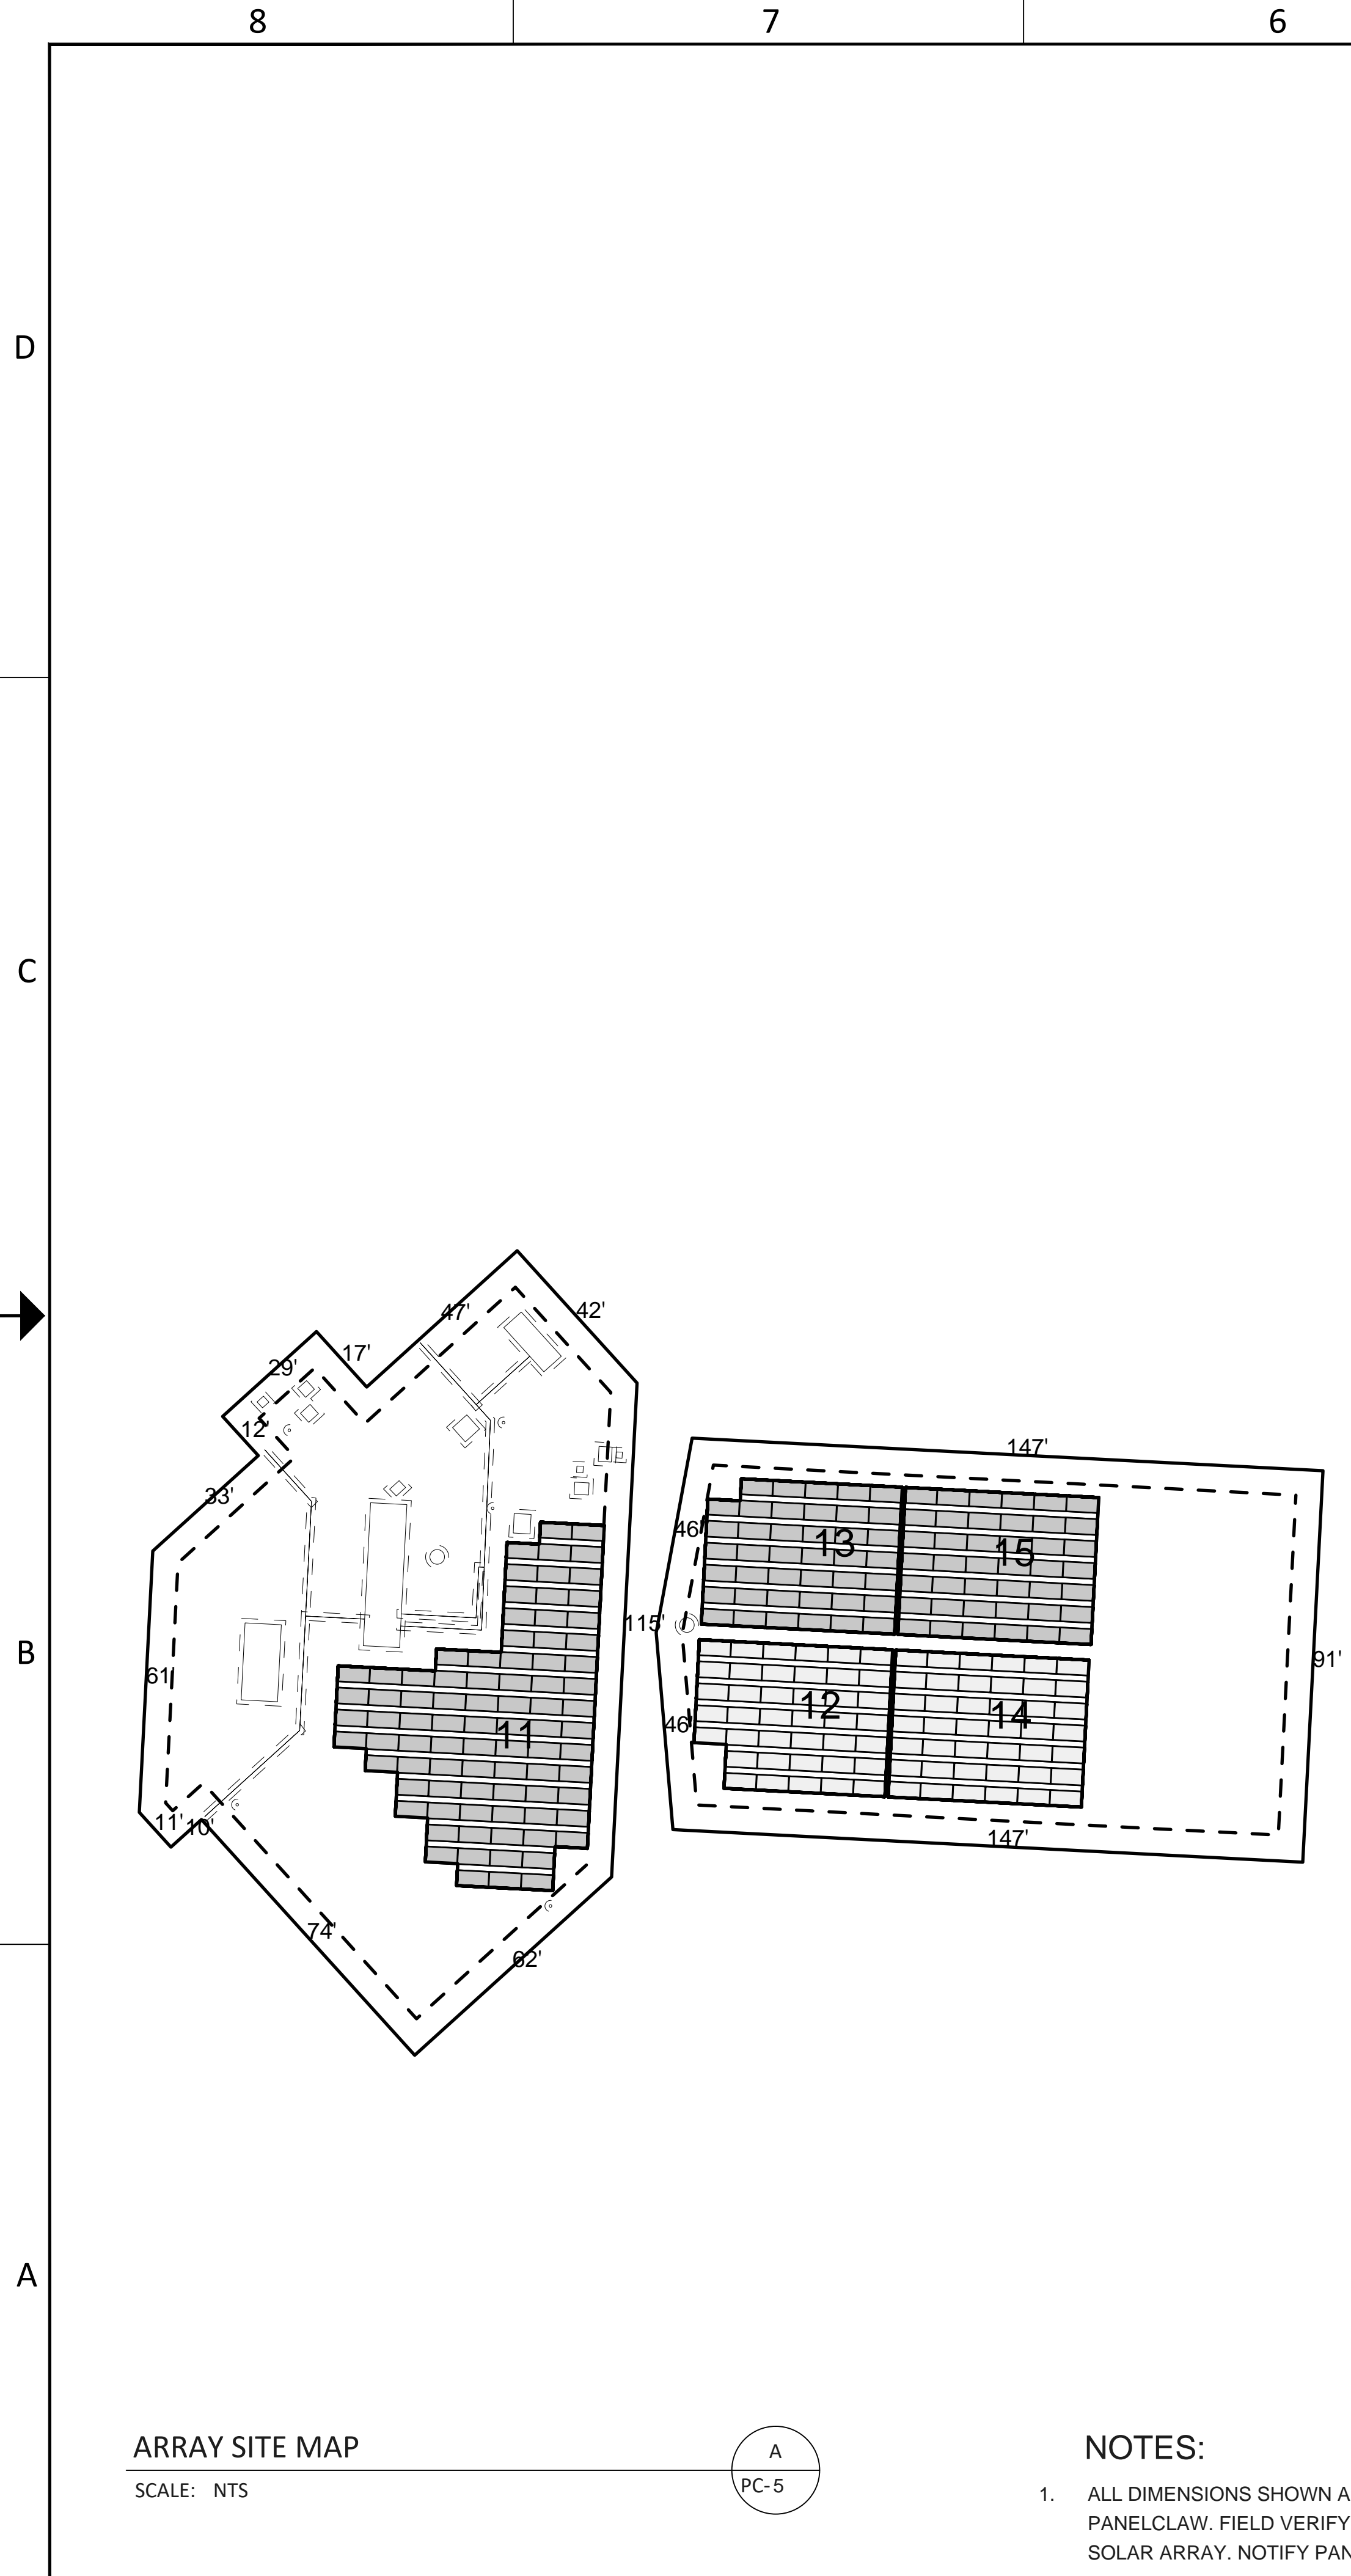 8 7 6
D
C
B
A
47'
42'
17'
29'
12'
33'
61'
11'
10'
74'
62'
115'
11
147'
46'
13
15
46'
12
14
91'
147'
ARRAY SITE MAP
SCALE: NTS
A
PC-5
NOTES:
1. ALL DIMENSIONS SHOWN A
PANELCLAW. FIELD VERIFY
SOLAR ARRAY. NOTIFY PAN